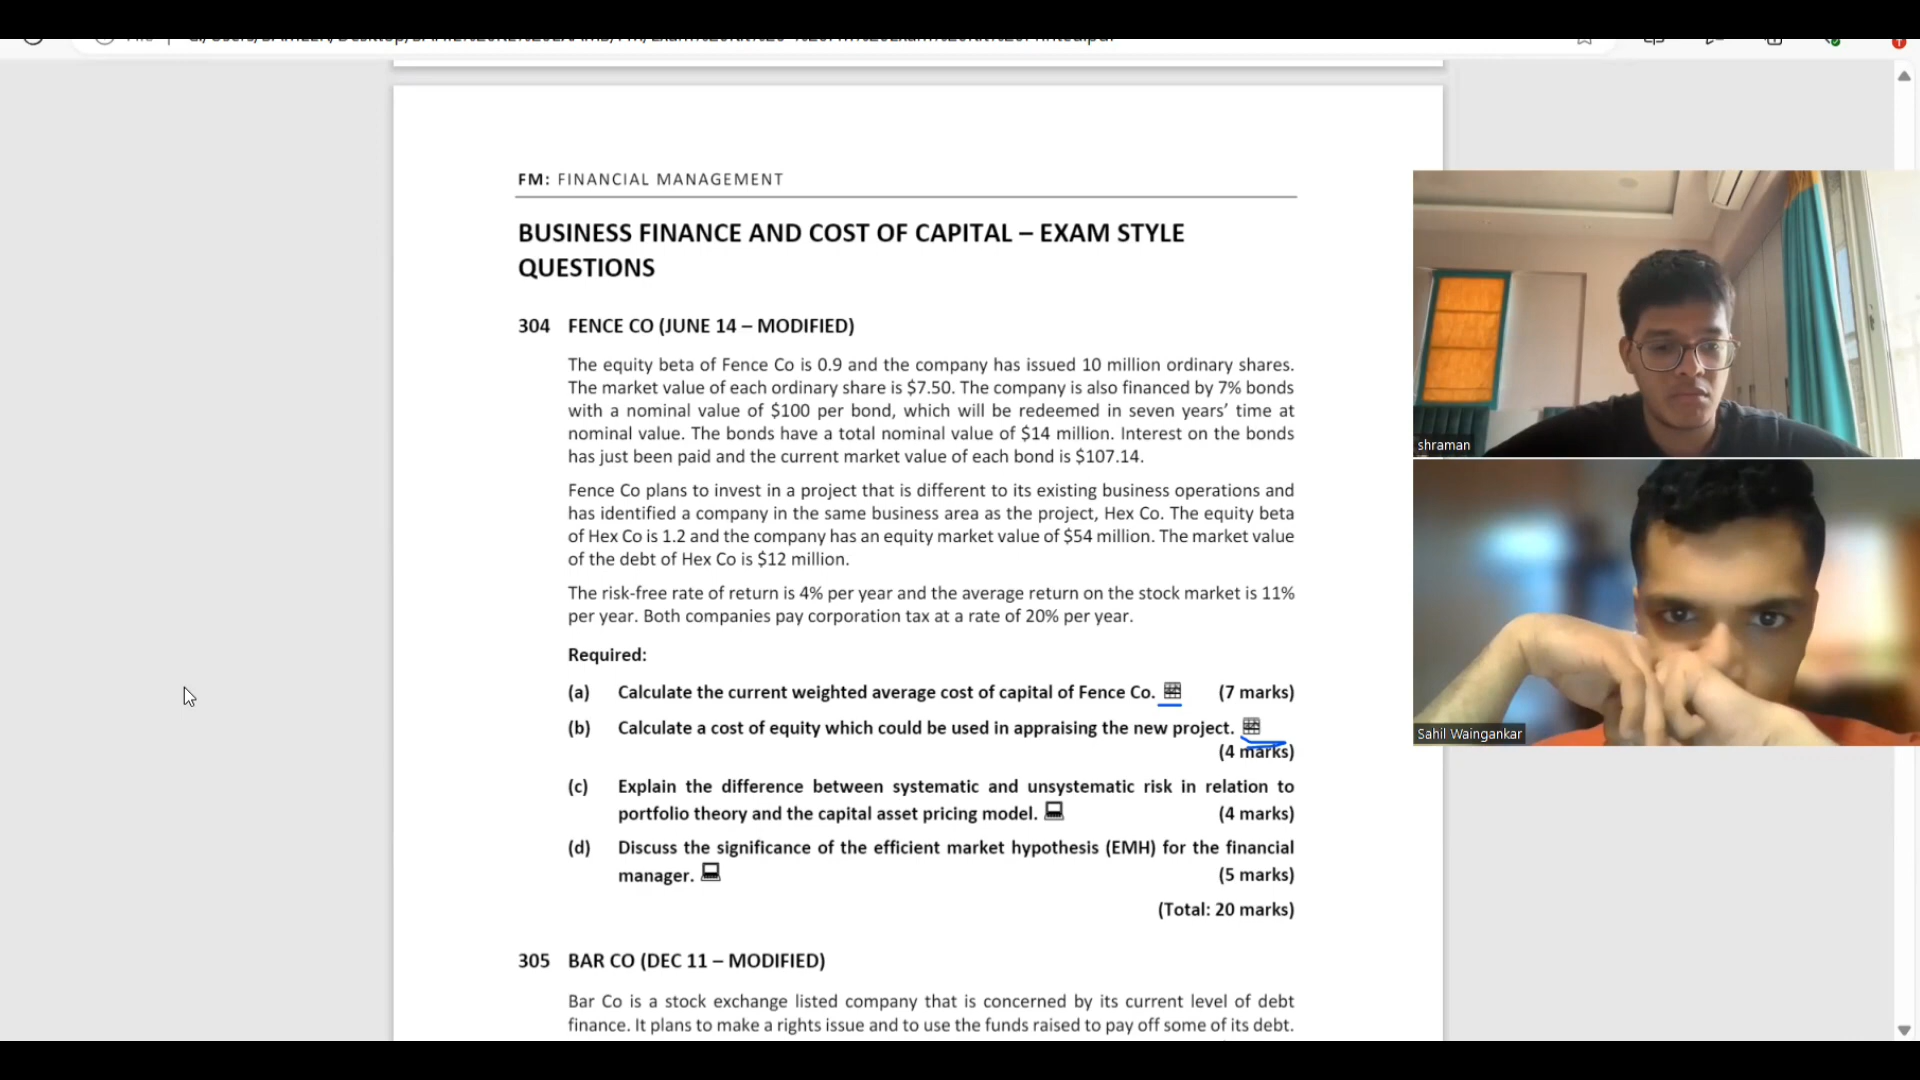 FM: FINANCIAL MANAGEMENT
BUSINESS FINANCE AND COST OF CAPITAL – EXAM STYLE
QUESTIONS
304 FENCE CO (JUNE 14 – MODIFIED)
The equity beta of Fence Co is 0.9 and the company has issued 10 million ordinary shares.
The market value of each ordinary share is $7.50. The company is also financed by 7% bonds
with a nominal value of $100 per bond, which will be redeemed in seven years’ time at
nominal value. The bonds have a total nominal value of $14 million. Interest on the bonds
has just been paid and the current market value of each bond is $107.14.
Fence Co plans to invest in a project that is different to its existing business operations and
has identified a company in the same business area as the project, Hex Co. The equity beta
of Hex Co is 1.2 and the company has an equity market value of $54 million. The market value
of the debt of Hex Co is $12 million.
The risk-free rate of return is 4% per year and the average return on the stock market is 11%
per year. Both companies pay corporation tax at a rate of 20% per year.
Required:
(a) Calculate the current weighted average cost of capital of Fence Co. (7 marks)
(b) Calculate a cost of equity which could be used in appraising the new project.
(4 marks)
(c) Explain the difference between systematic and unsystematic risk in relation to
portfolio theory and the capital asset pricing model. (4 marks)
(d) Discuss the significance of the efficient market hypothesis (EMH) for the financial
manager. (5 marks)
(Total: 20 marks)
305 BAR CO (DEC 11 – MODIFIED)
Bar Co is a stock exchange listed company that is concerned by its current level of debt
finance. It plans to make a rights issue and to use the funds raised to pay off some of its debt.
shraman
Sahil Waingankar